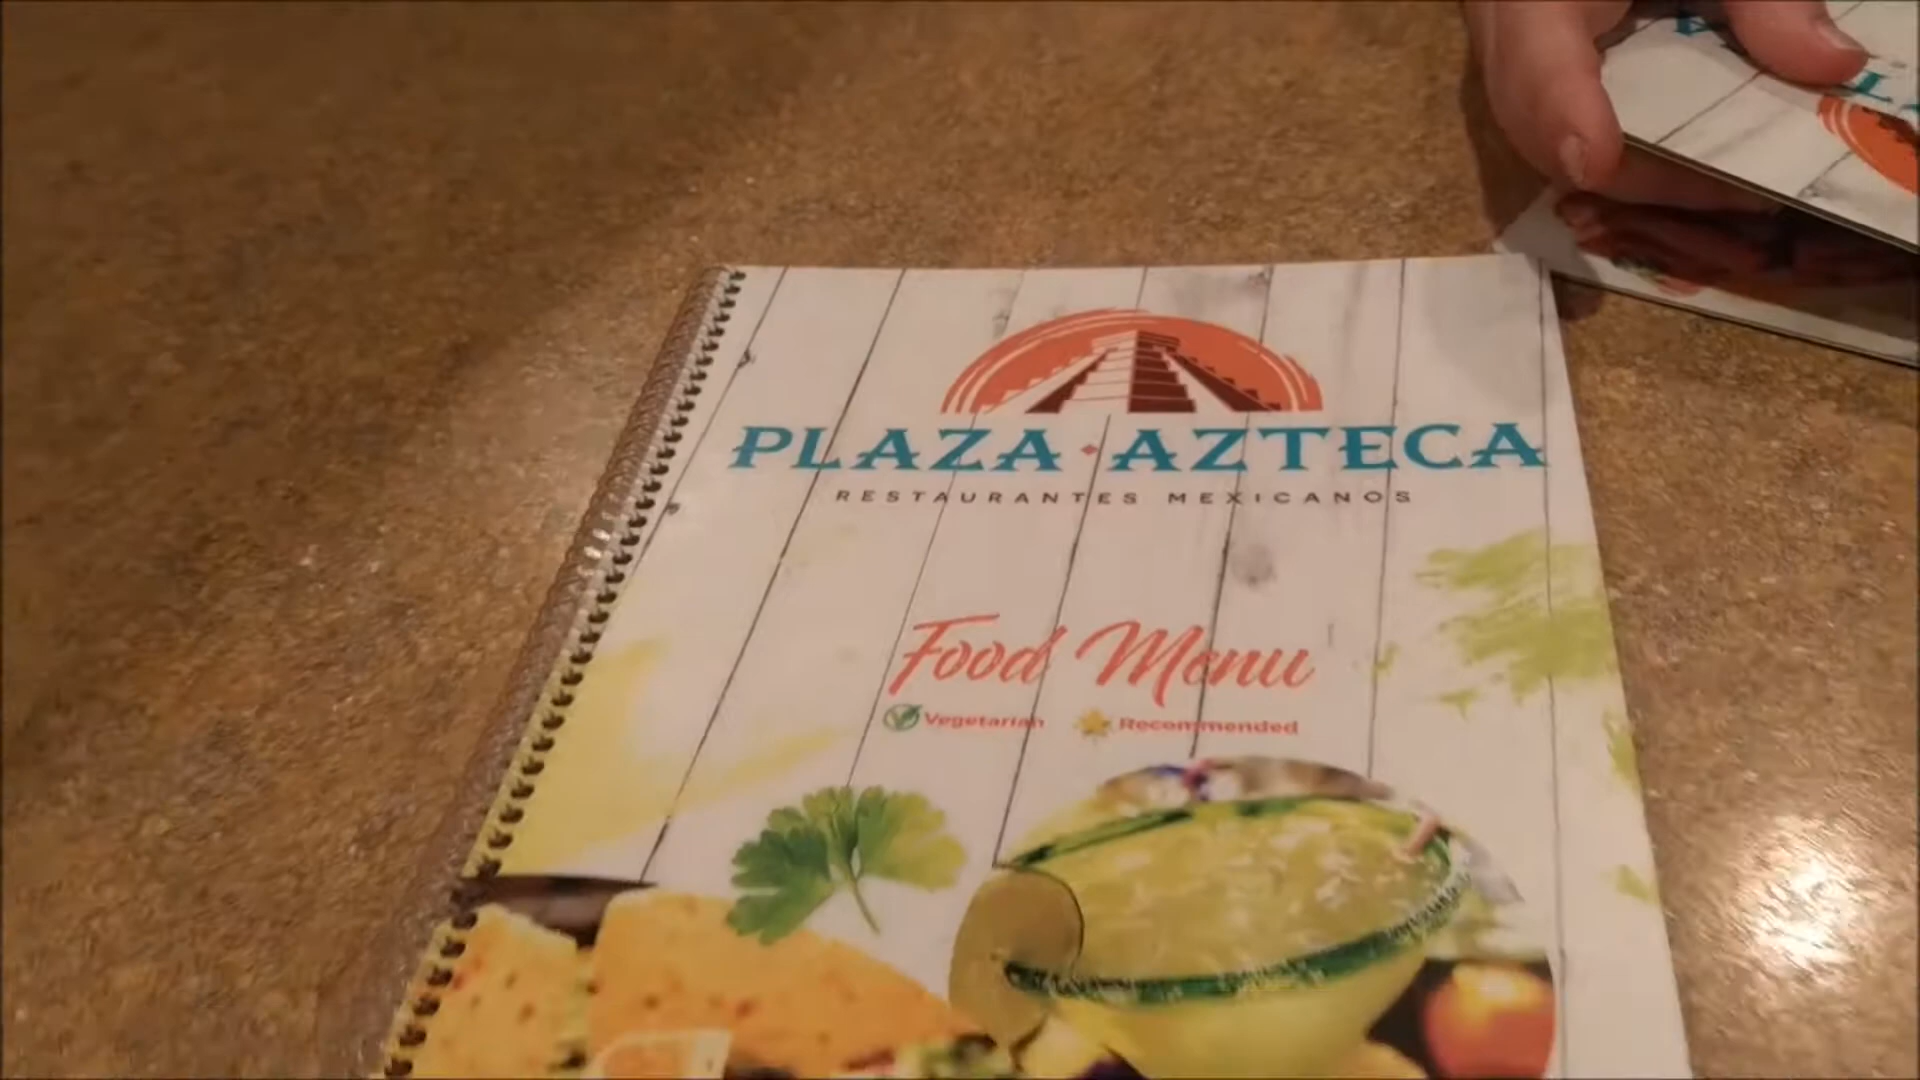 PLAZA AZTECA
RESTAURANTES MEXICANOS
Food Menu
Vegetarian Recommended